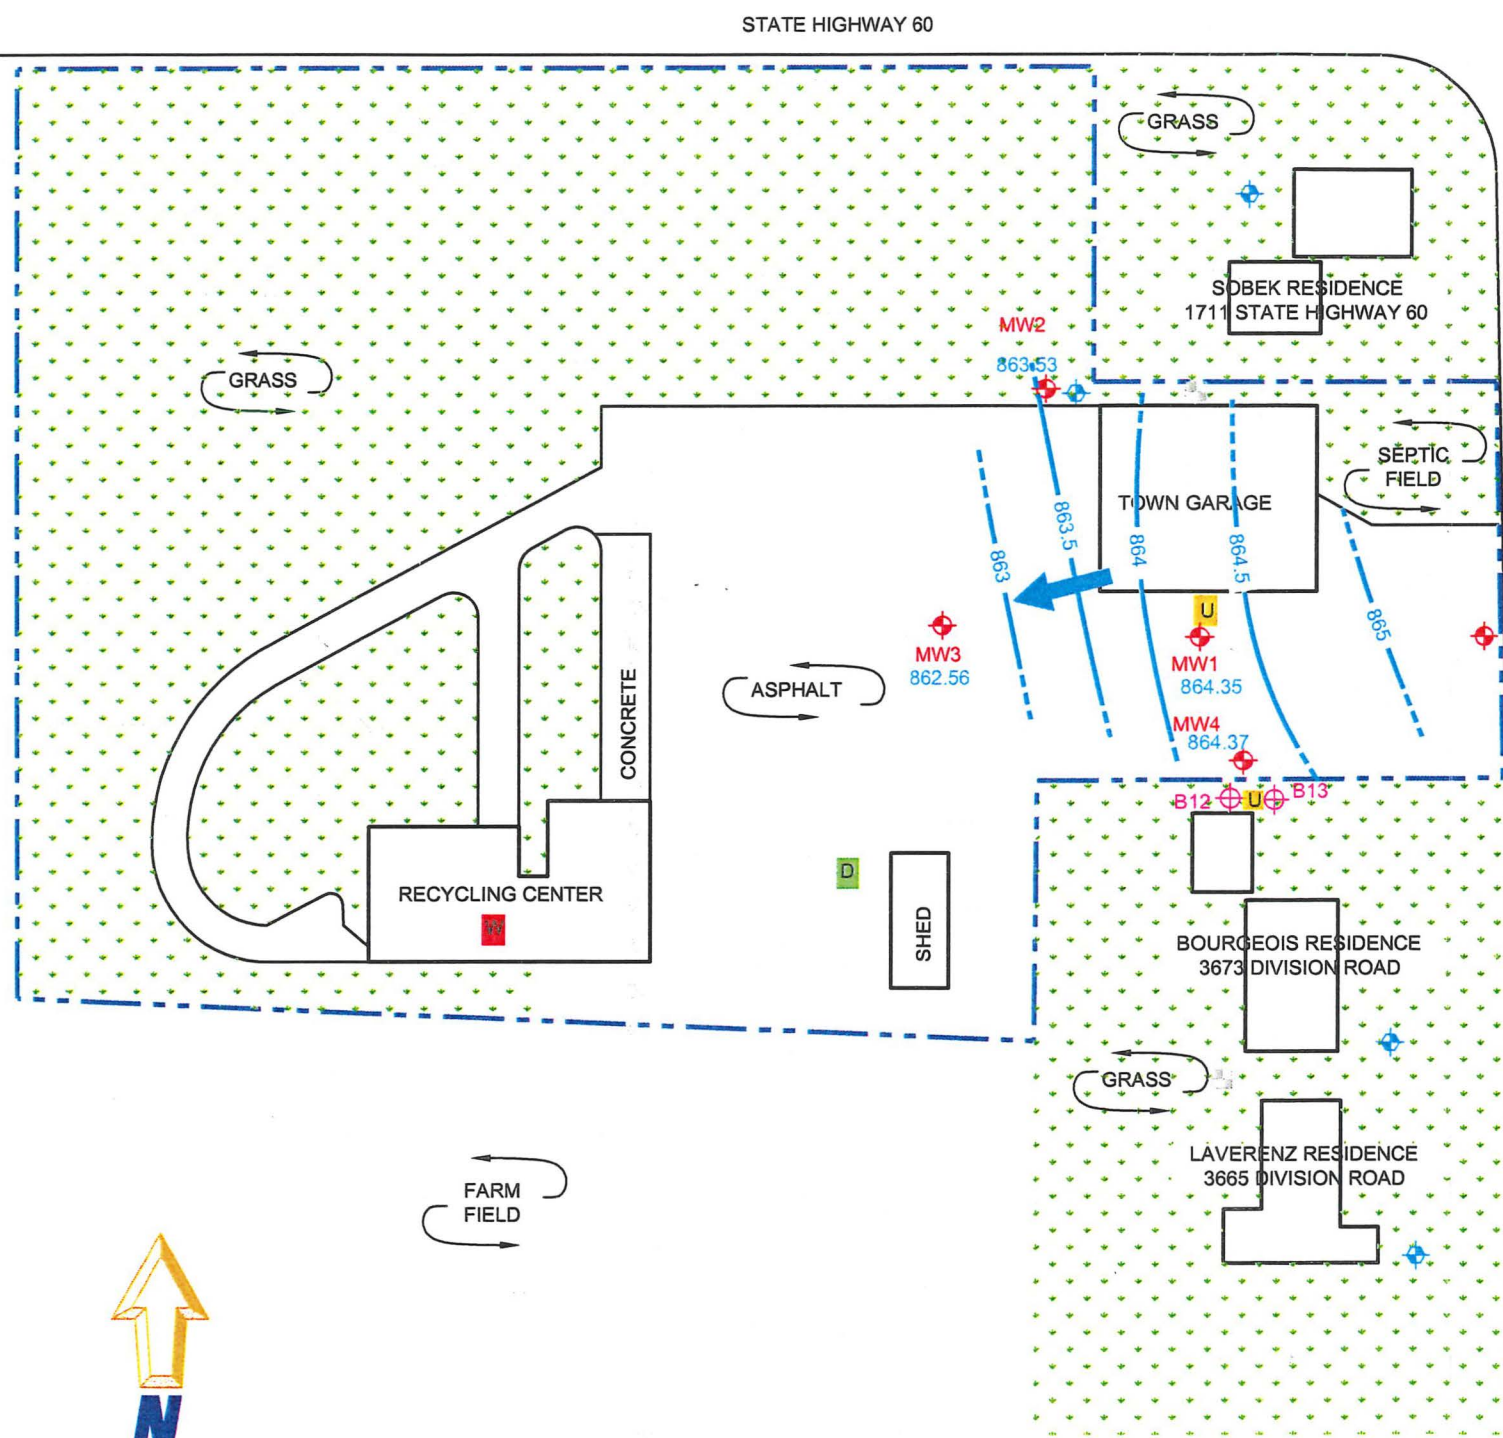 STATE HIGHWAY 60
GRASS
SOBEK RESIDENCE
1711 STATE HIGHWAY 60
MW2
863.53
GRASS
SEPTIC
FIELD
TOWN GARAGE
863
863.5
864
864.5
865
U
MW3
862.56
MW1
864.35
ASPHALT
CONCRETE
MW4
864.37
B12
U
B13
D
RECYCLING CENTER
SHED
BOURGEOIS RESIDENCE
3673 DIVISION ROAD
GRASS
LAVERENZ RESIDENCE
3665 DIVISION ROAD
FARM
FIELD
N